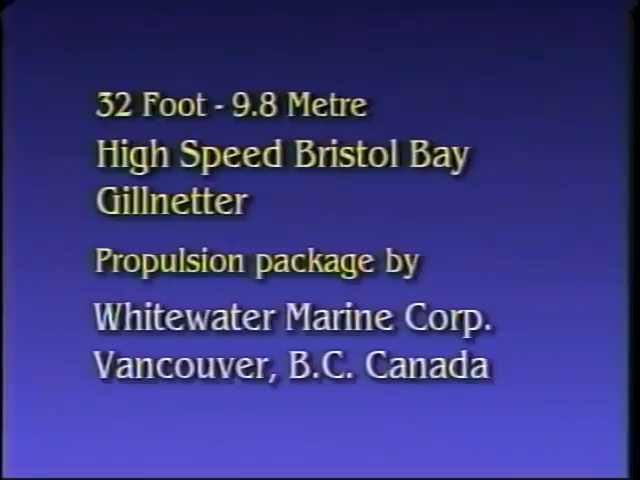 32 Foot - 9.8 Metre
High Speed Bristol Bay
Gillnetter
Propulsion package by
Whitewater Marine Corp.
Vancouver, B.C. Canada